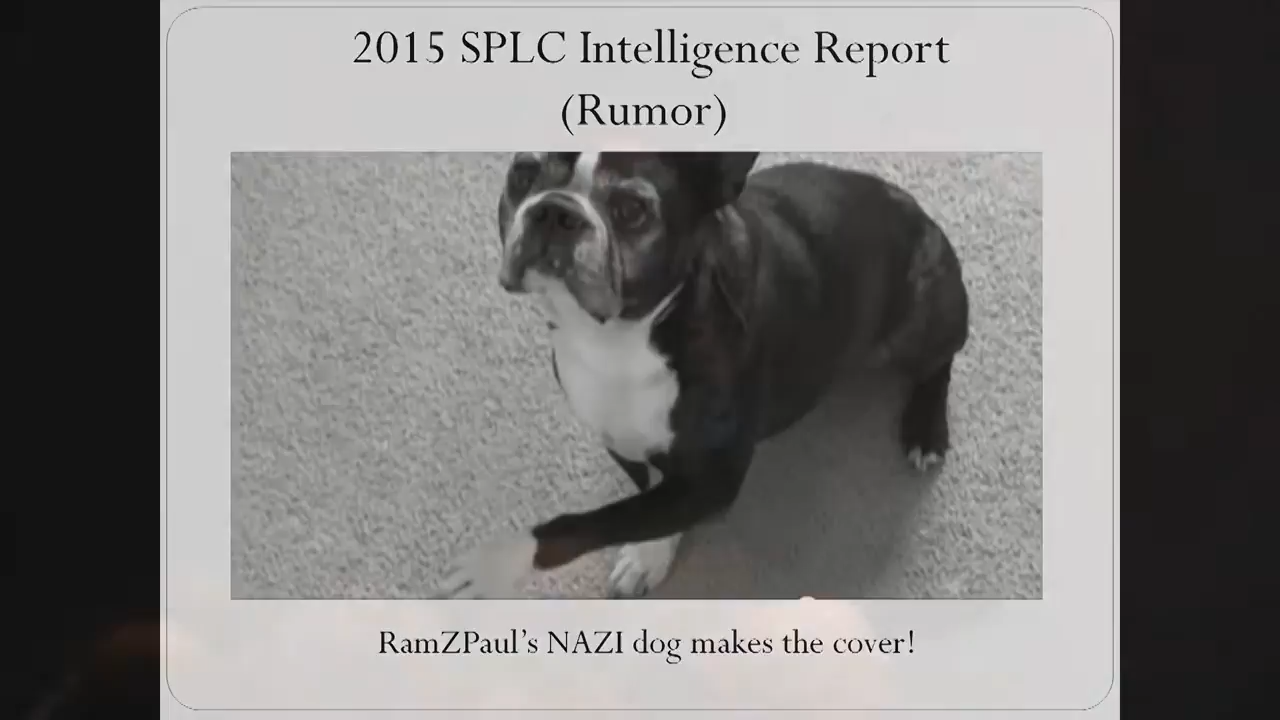 2015 SPLC Intelligence Report
(Rumor)
RamZPaul’s NAZI dog makes the cover!